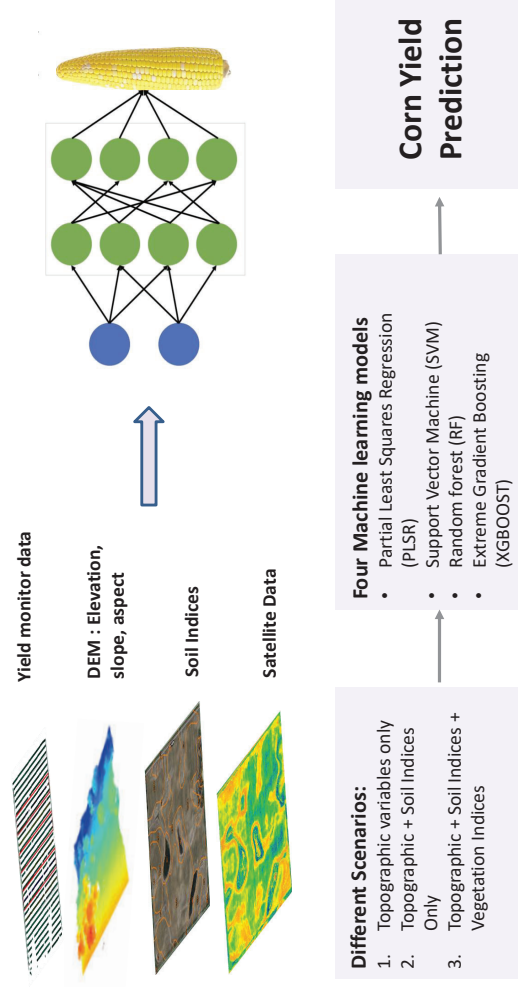 Yield monitor data
DEM : Elevation,
slope, aspect
Soil Indices
Satellite Data
Different Scenarios:
1. Topographic variables only
2. Topographic + Soil Indices
Only
3. Topographic + Soil Indices +
Vegetation Indices
Four Machine learning models
• Partial Least Squares Regression
(PLSR)
• Support Vector Machine (SVM)
• Random forest (RF)
• Extreme Gradient Boosting
(XGBOOST)
Corn Yield
Prediction